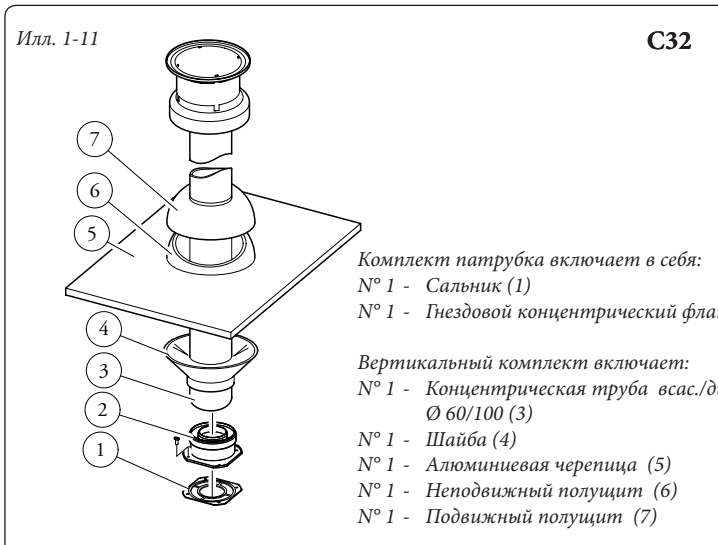 Илл. 1-11
C32
7
6
5
4
3
2
1
Комплект патрубка включает в себя:
N° 1 - Сальник (1)
N° 1 - Гнездовой концентрический
Вертикальный комплект включает:
N° 1 - Концентрическая труба всас./
Ø 60/100 (3)
N° 1 - Шайба (4)
N° 1 - Алюминиевая черепица (5)
N° 1 - Неподвижный полущит (6)
N° 1 - Подвижный полущит (7)